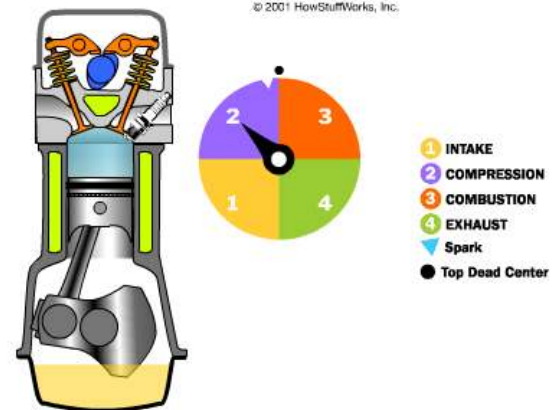 © 2001 HowStuffWorks, Inc.
2 3
1 4
1 INTAKE
2 COMPRESSION
3 COMBUSTION
4 EXHAUST
Spark
Top Dead Center